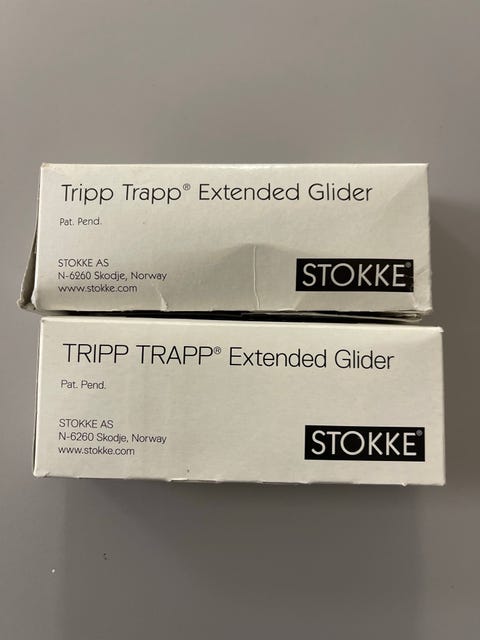 Tripp Trapp® Extended Glider
Pat. Pend.
STOKKE AS
N-6260 Skodje, Norway
www.stokke.com
STOKKE®
TRIPP TRAPP® Extended Glider
Pat. Pend.
STOKKE AS
N-6260 Skodje, Norway
www.stokke.com
STOKKE®